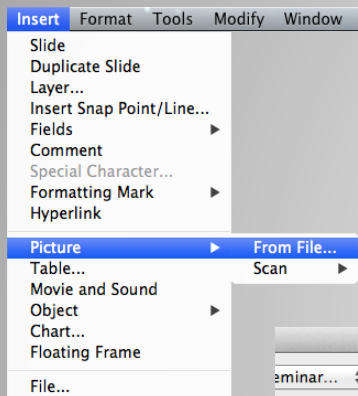 Insert Format Tools Modify Window
Slide
Duplicate Slide
Layer...
Insert Snap Point/Line...
Fields
Comment
Special Character...
Formatting Mark
Hyperlink
Picture
From File...
Table...
Scan
Movie and Sound
Object
Chart...
Floating Frame
eminar...
File...